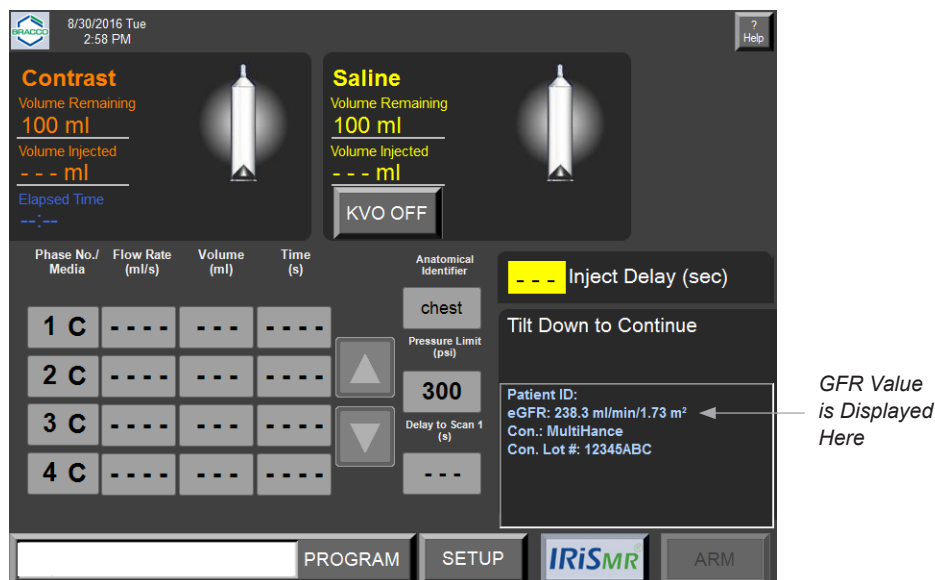 BRACCO
8/30/2016 Tue
2:58 PM
?
Help
Contrast
Volume Remaining
100 ml
Volume Injected
- - - ml
Elapsed Time
--:--
Saline
Volume Remaining
100 ml
Volume Injected
- - - ml
KVO OFF
Phase No./ Flow Rate Volume Time
Media (ml/s) (ml) (s)
1 C - - - - - - - - - - -
2 C - - - - - - - - - - -
3 C - - - - - - - - - - -
4 C - - - - - - - - - - -
Anatomical
Identifier
chest
Pressure Limit
(psi)
300
Delay to Scan 1
(s)
- - -
- - - Inject Delay (sec)
Tilt Down to Continue
Patient ID:
eGFR: 238.3 ml/min/1.73 m²
Con.: MultiHance
Con. Lot #: 12345ABC
GFR Value
is Displayed
Here
PROGRAM SETUP IRiSMR ARM